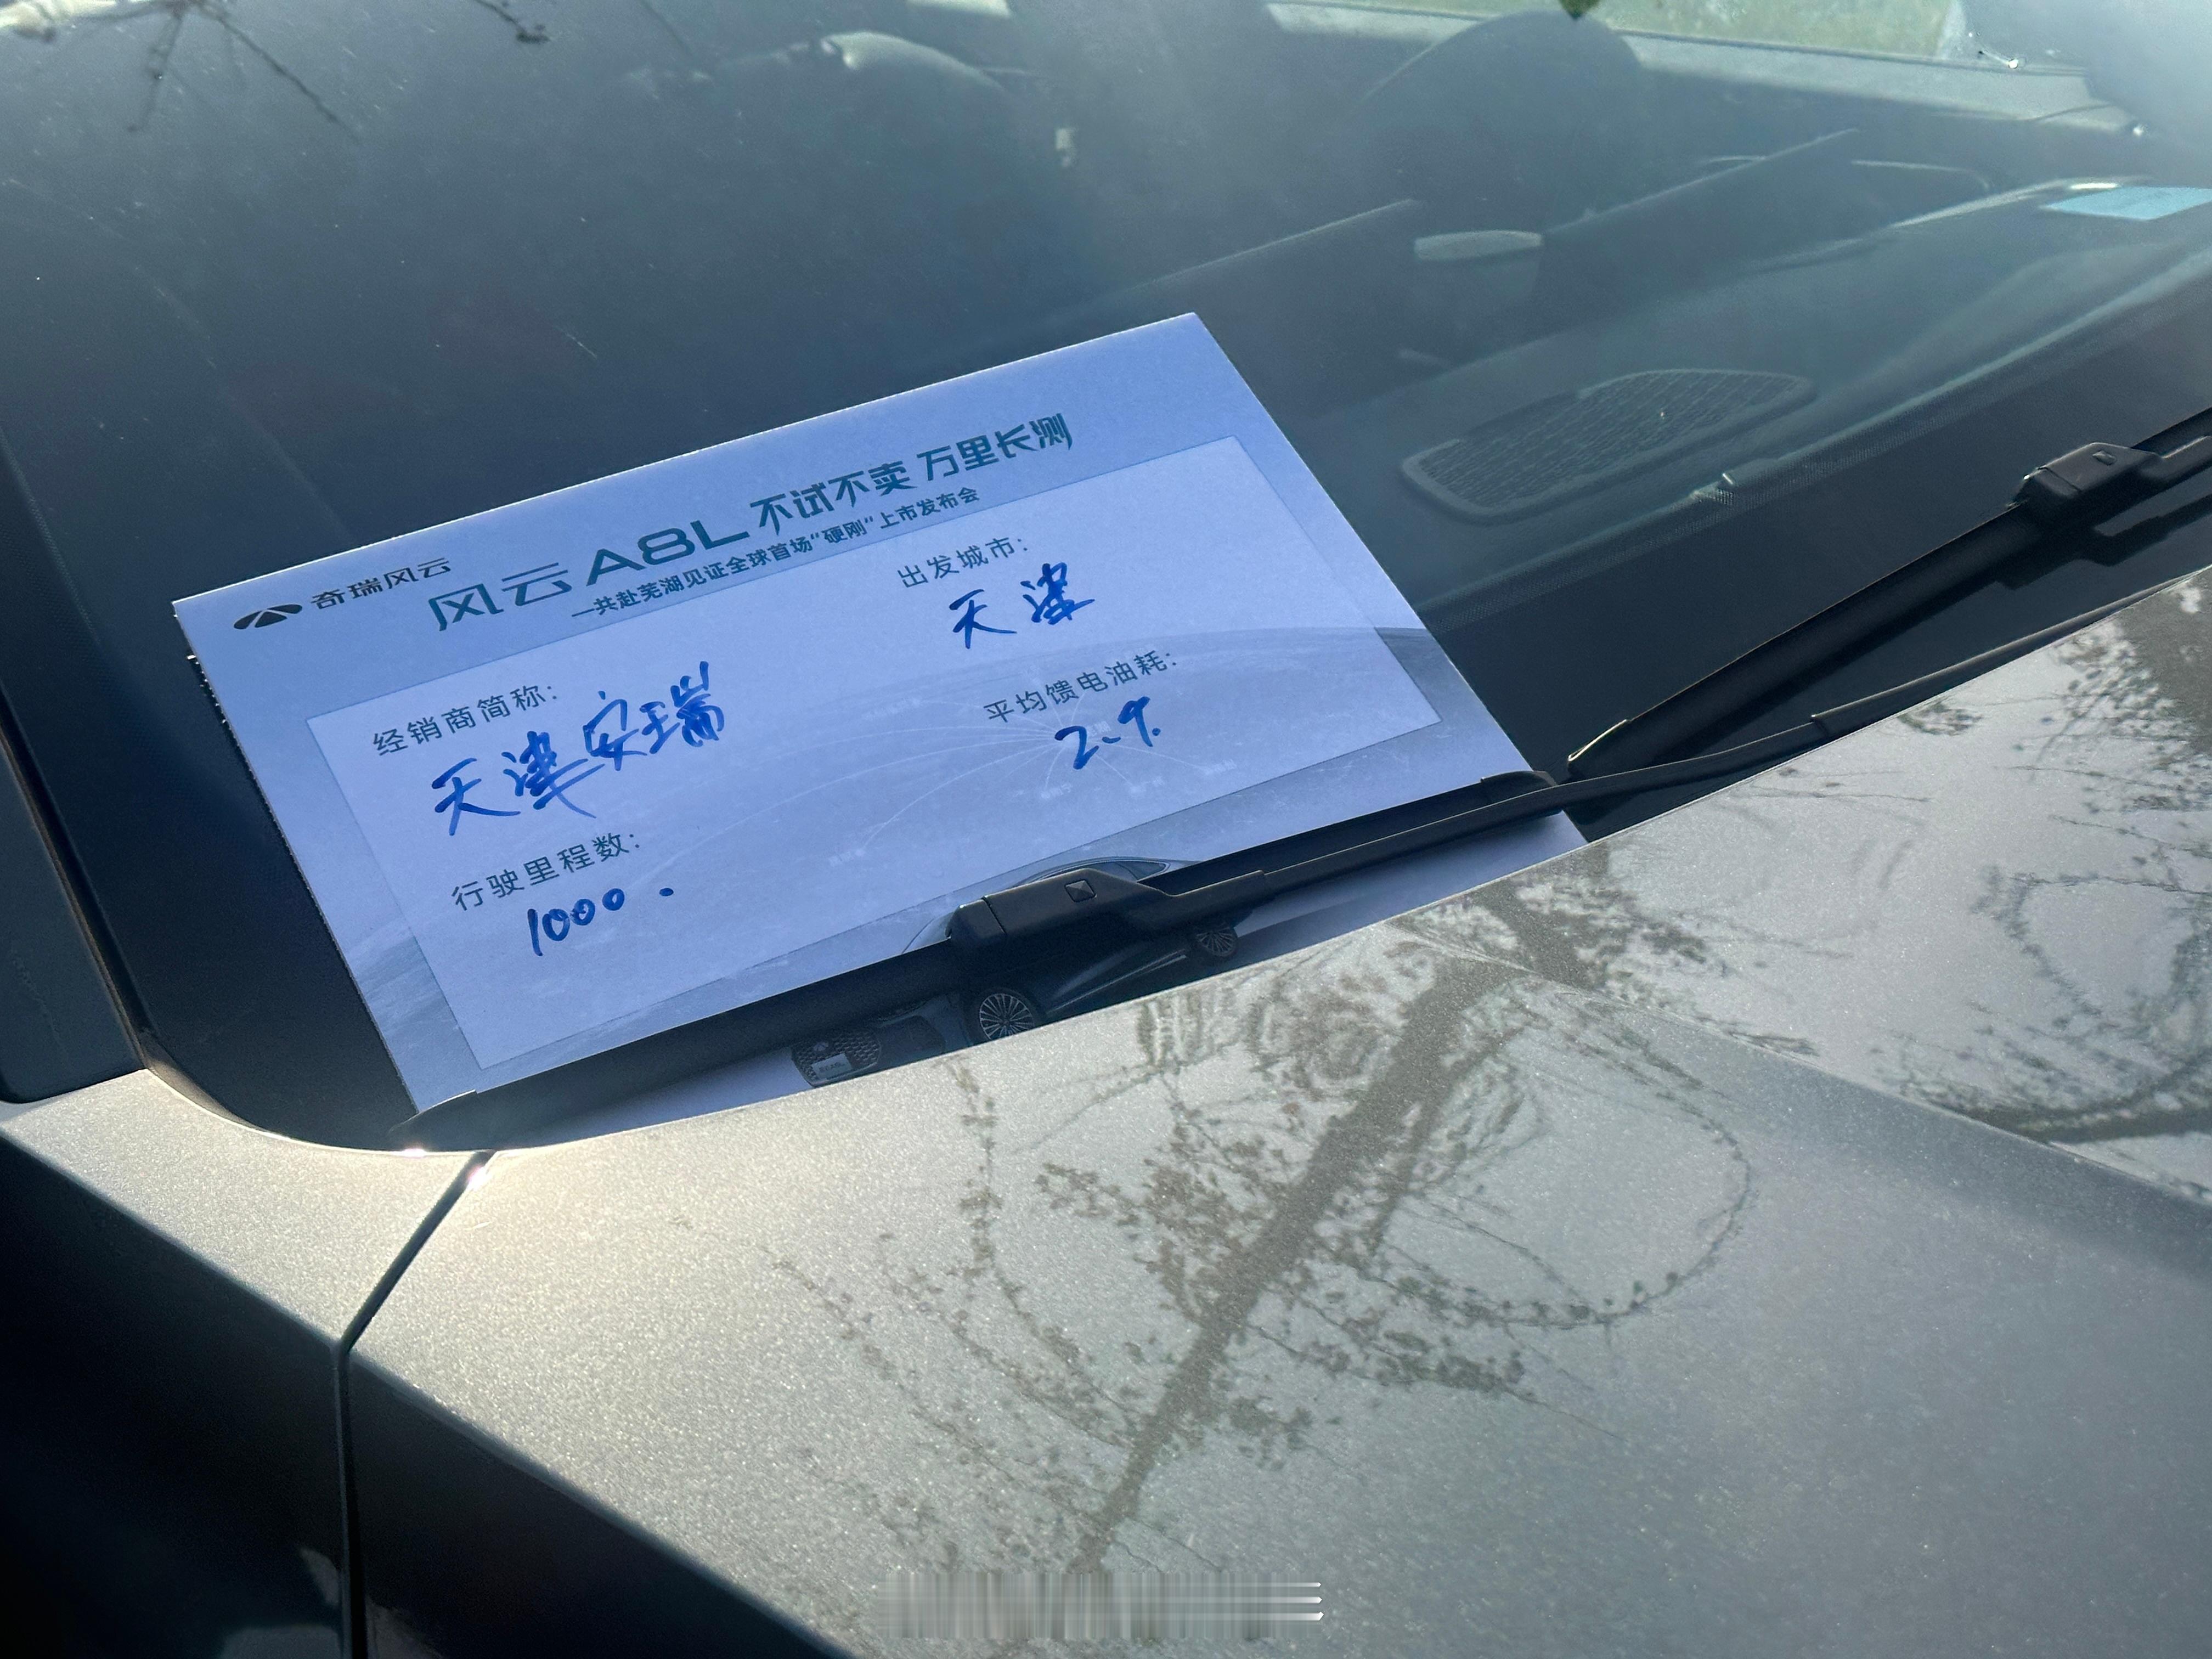 奇瑞风云
风云 A8L 不试不卖 万里长测
—共赴芜湖见证全球首场“硬刚”上市发布会
经销商简称：
天津安瑞
出发城市：
天津
行驶里程数：
1000.
平均馈电油耗：
2.9.